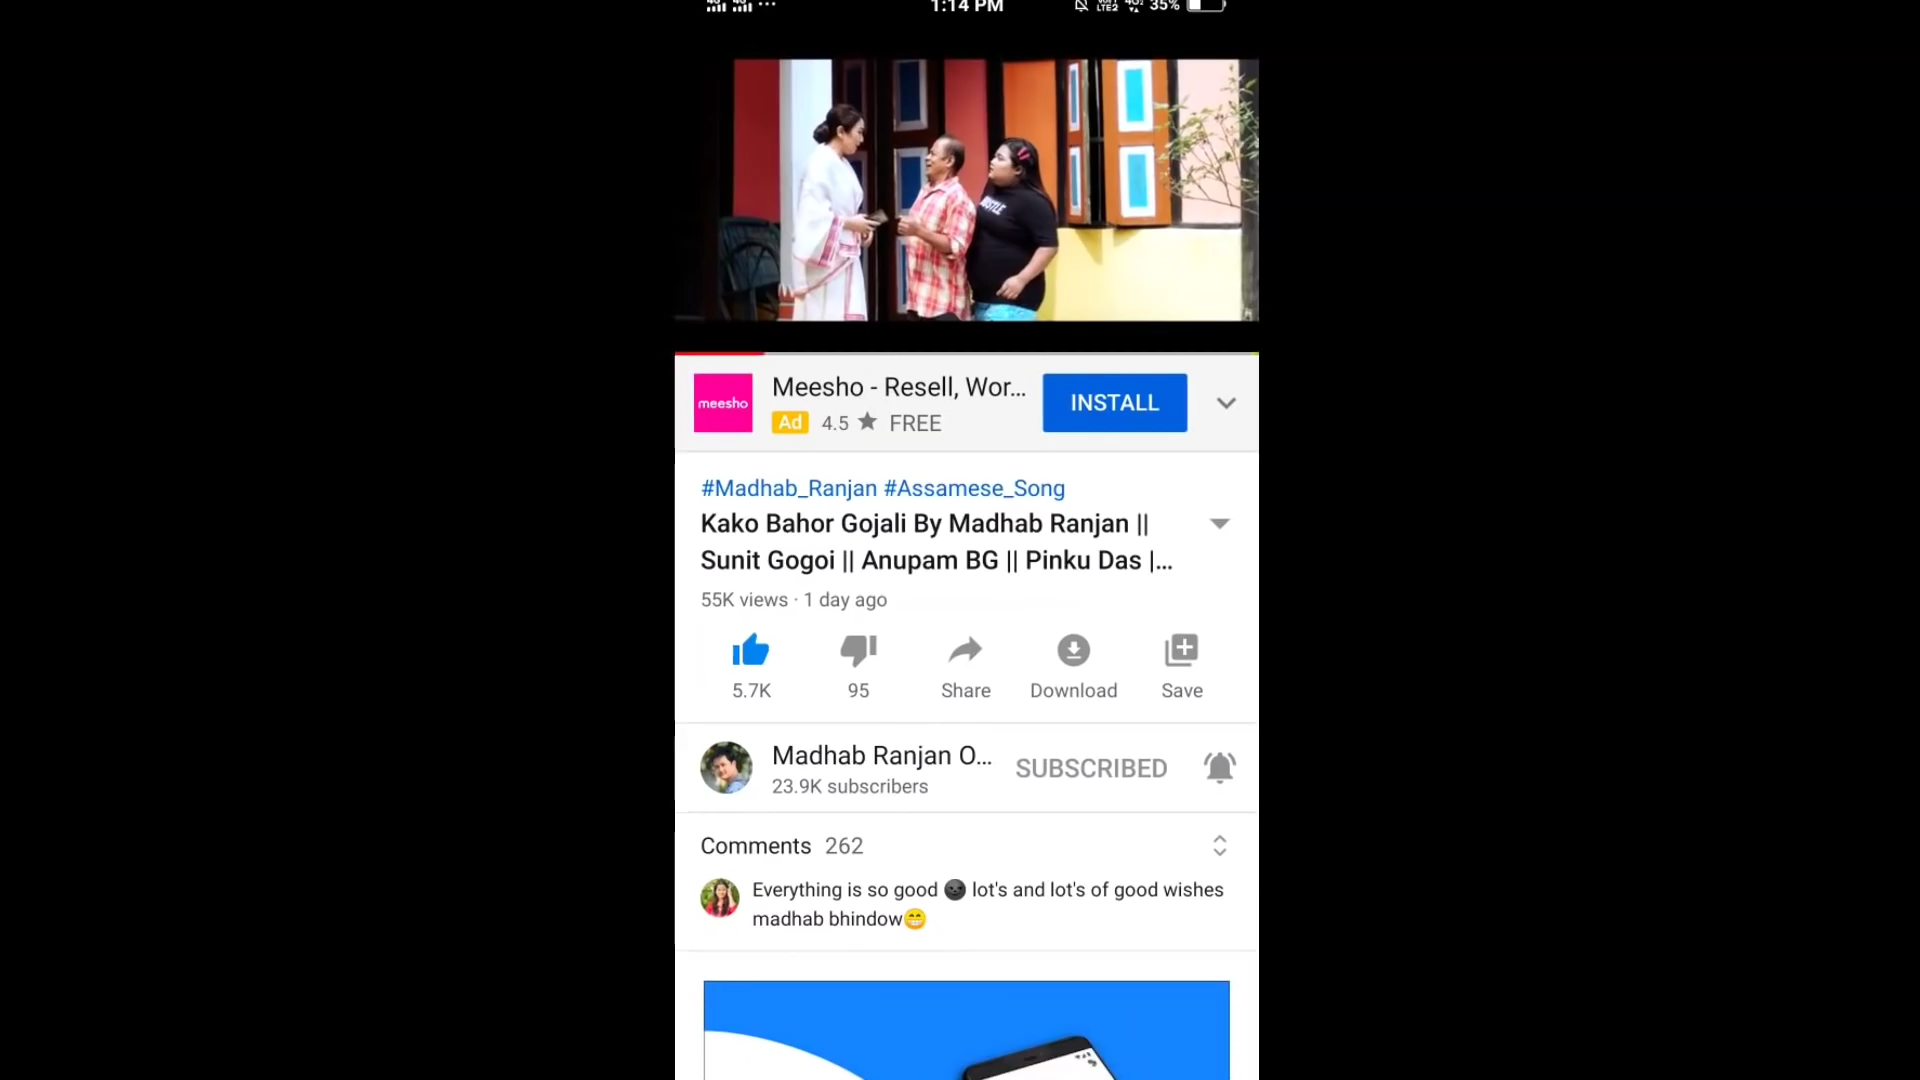 1:14 PM
LTE2
35%
USTLE
meesho
Meesho - Resell, Wor...
Ad 4.5 ★ FREE
INSTALL
#Madhab_Ranjan #Assamese_Song
Kako Bahor Gojali By Madhab Ranjan ||
Sunit Gogoi || Anupam BG || Pinku Das |...
55K views · 1 day ago
5.7K 95 Share Download Save
Madhab Ranjan O...
23.9K subscribers
SUBSCRIBED
Comments 262
Everything is so good 🌚 lot's and lot's of good wishes
madhab bhindow😁